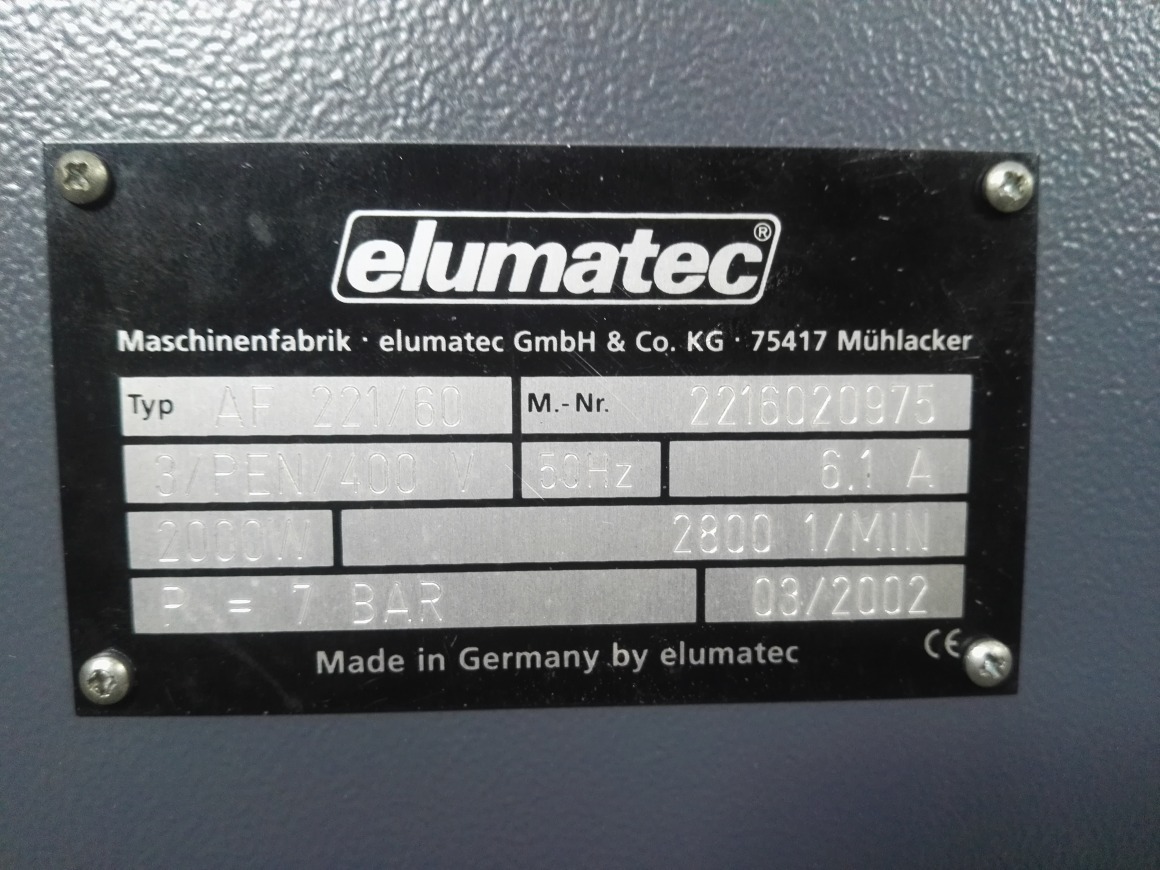 elumatec®
Maschinenfabrik · elumatec GmbH & Co. KG · 75417 Mühlacker
Typ AF 221/60 M.-Nr. 2216020975
3/PEN/400 V 50Hz 6.1 A
2000W 2800 1/MIN
P = 7 BAR 03/2002
Made in Germany by elumatec CE